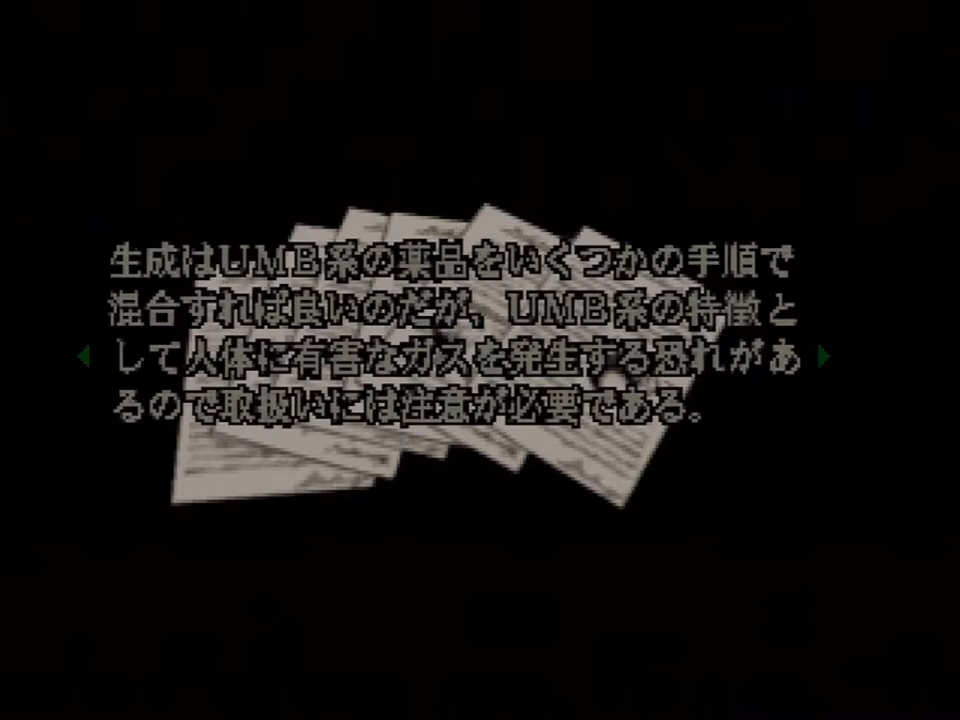 生成はＵＭＢ系の薬品をいくつかの手順で
混合すれば良いのだが、ＵＭＢ系の特徴と
して人体に有害なガスを発生する恐れがあ
るので取扱いには注意が必要である。